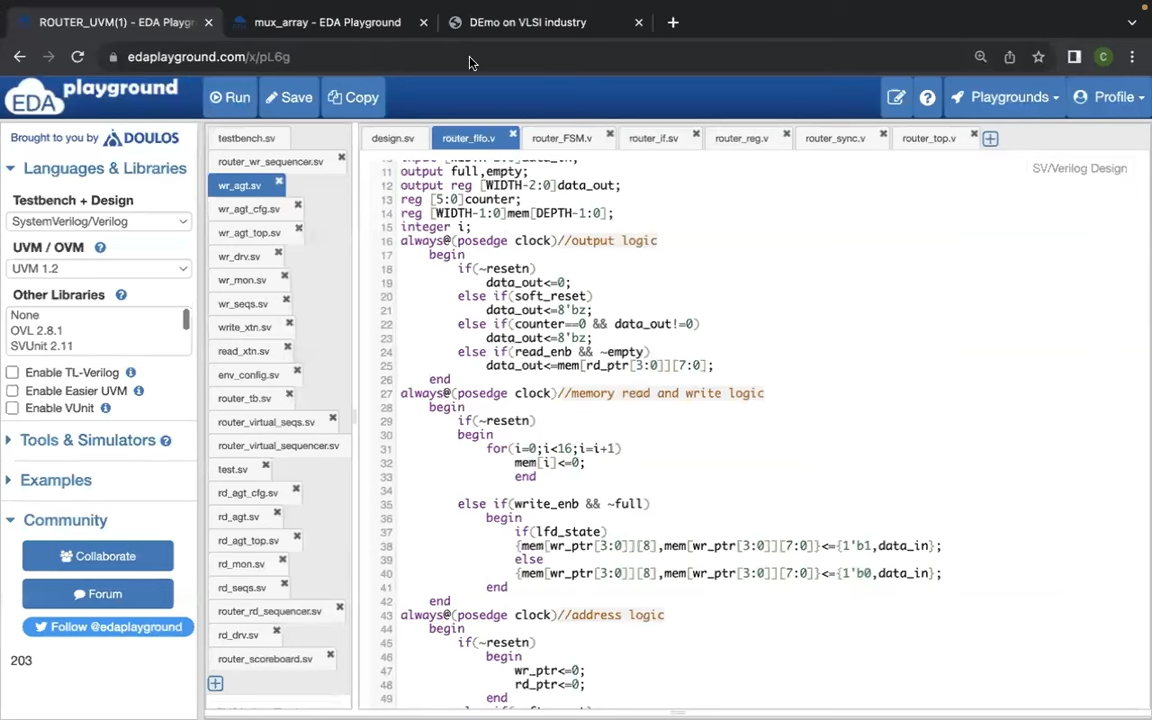 ROUTER_UVM(1) - EDA Playgr
mux_array - EDA Playground
DEmo on VLSI industry
edaplayground.com/x/pL6g
C
EDA playground
Run
Save
Copy
Playgrounds
Profile
Brought to you by DOULOS
Languages & Libraries
Testbench + Design
SystemVerilog/Verilog
UVM / OVM
UVM 1.2
Other Libraries
None
OVL 2.8.1
SVUnit 2.11
Enable TL-Verilog
Enable Easier UVM
Enable VUnit
Tools & Simulators
Examples
Community
Collaborate
Forum
Follow @edaplayground
203
testbench.sv
router_wr_sequencer.sv
wr_agt.sv
wr_agt_cfg.sv
wr_agt_top.sv
wr_drv.sv
wr_mon.sv
wr_seqs.sv
write_xtn.sv
read_xtn.sv
env_config.sv
router_tb.sv
router_virtual_seqs.sv
router_virtual_sequencer.sv
test.sv
rd_agt_cfg.sv
rd_agt.sv
rd_agt_top.sv
rd_mon.sv
rd_seqs.sv
router_rd_sequencer.sv
rd_drv.sv
router_scoreboard.sv
design.sv
router_fifo.v
router_FSM.v
router_if.sv
router_reg.v
router_sync.v
router_top.v
SV/Verilog Design
11 output full,empty;
12 output reg [WIDTH-2:0]data_out;
13 reg [5:0]counter;
14 reg [WIDTH-1:0]mem[DEPTH-1:0];
15 integer i;
16 always@(posedge clock)//output logic
17 begin
18 if(~resetn)
19 data_out<=0;
20 else if(soft_reset)
21 data_out<=8'bz;
22 else if(counter==0 && data_out!=0)
23 data_out<=8'bz;
24 else if(read_enb && ~empty)
25 data_out<=mem[rd_ptr[3:0]][7:0];
26 end
27 always@(posedge clock)//memory read and write logic
28 begin
29 if(~resetn)
30 begin
31 for(i=0;i<16;i=i+1)
32 mem[i]<=0;
33 end
34
35 else if(write_enb && ~full)
36 begin
37 if(lfd_state)
38 {mem[wr_ptr[3:0]][8],mem[wr_ptr[3:0]][7:0]}<={1'b1,data_in};
39 else
40 {mem[wr_ptr[3:0]][8],mem[wr_ptr[3:0]][7:0]}<={1'b0,data_in};
41 end
42 end
43 always@(posedge clock)//address logic
44 begin
45 if(~resetn)
46 begin
47 wr_ptr<=0;
48 rd_ptr<=0;
49 end